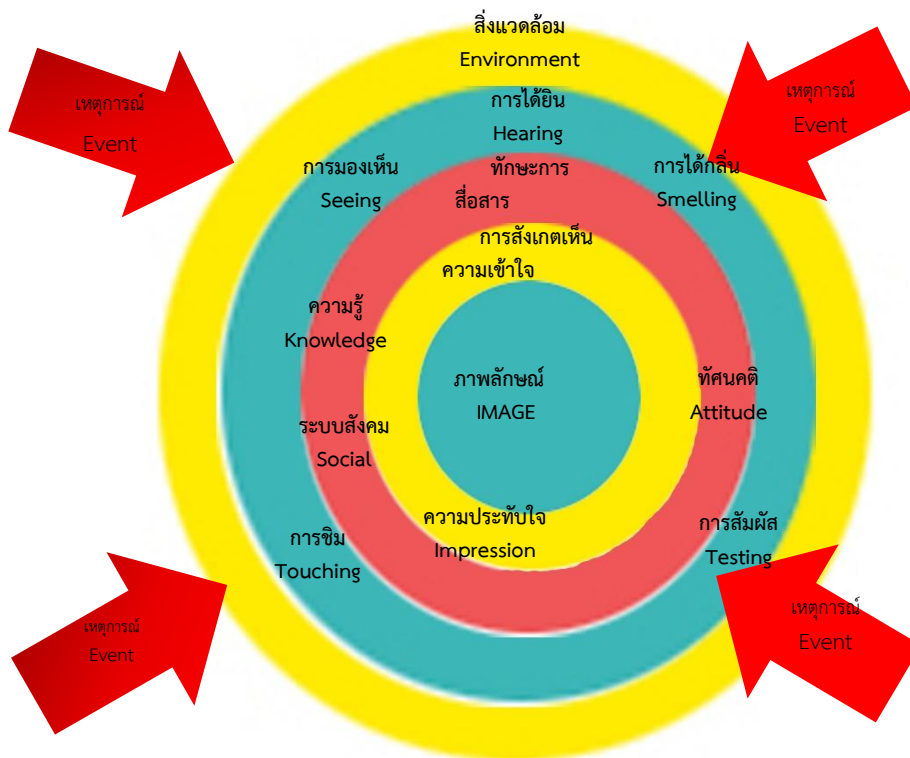 สิ่งแวดล้อม
Environment
เหตุการณ์
Event
เหตุการณ์
Event
การได้ยิน
Hearing
การมองเห็น
Seeing
การได้กลิ่น
Smelling
ทักษะการ
สื่อสาร
การสังเกตเห็น
ความเข้าใจ
ความรู้
Knowledge
ภาพลักษณ์
IMAGE
ทัศนคติ
Attitude
ระบบสังคม
Social
ความประทับใจ
Impression
การสัมผัส
Testing
การชิม
Touching
เหตุการณ์
Event
เหตุการณ์
Event